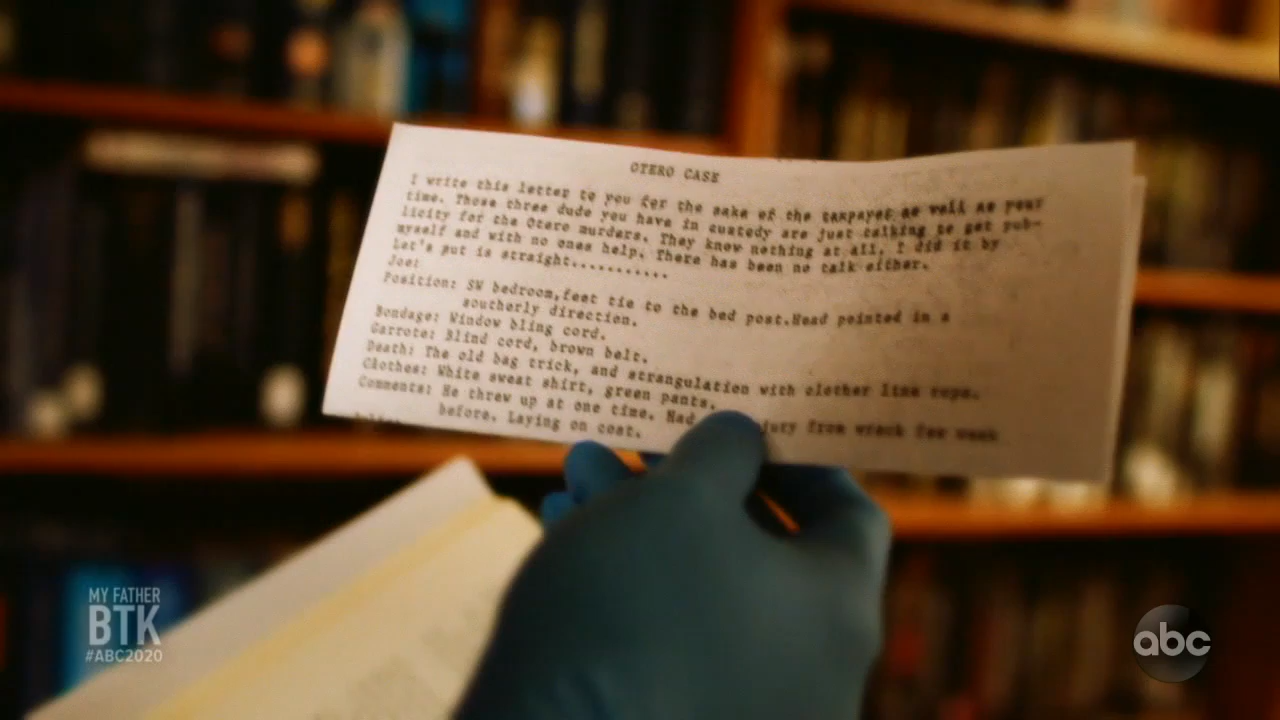 OTERO CASE
I write this letter to you for the sake of the taxpayer as well as your
time. Those three dude you have in custody are just talking to get pub-
licity for the Otero murders. They know nothing at all. I did it by
myself and with no ones help. There has been no talk either.
Let's put is straight...........
Joe:
Position: SW bedroom,feet tie to the bed post.Head pointed in a
southerly direction.
Bondage: Window bling cord.
Garrote: Blind cord, brown belt.
Death: The old bag trick, and strangulation with clother line rope.
Clothes: White sweat shirt, green pants.
Comments: He threw up at one time. Had jury from wreck few week
before. Laying on coat.
MY FATHER
BTK
#ABC2020
abc